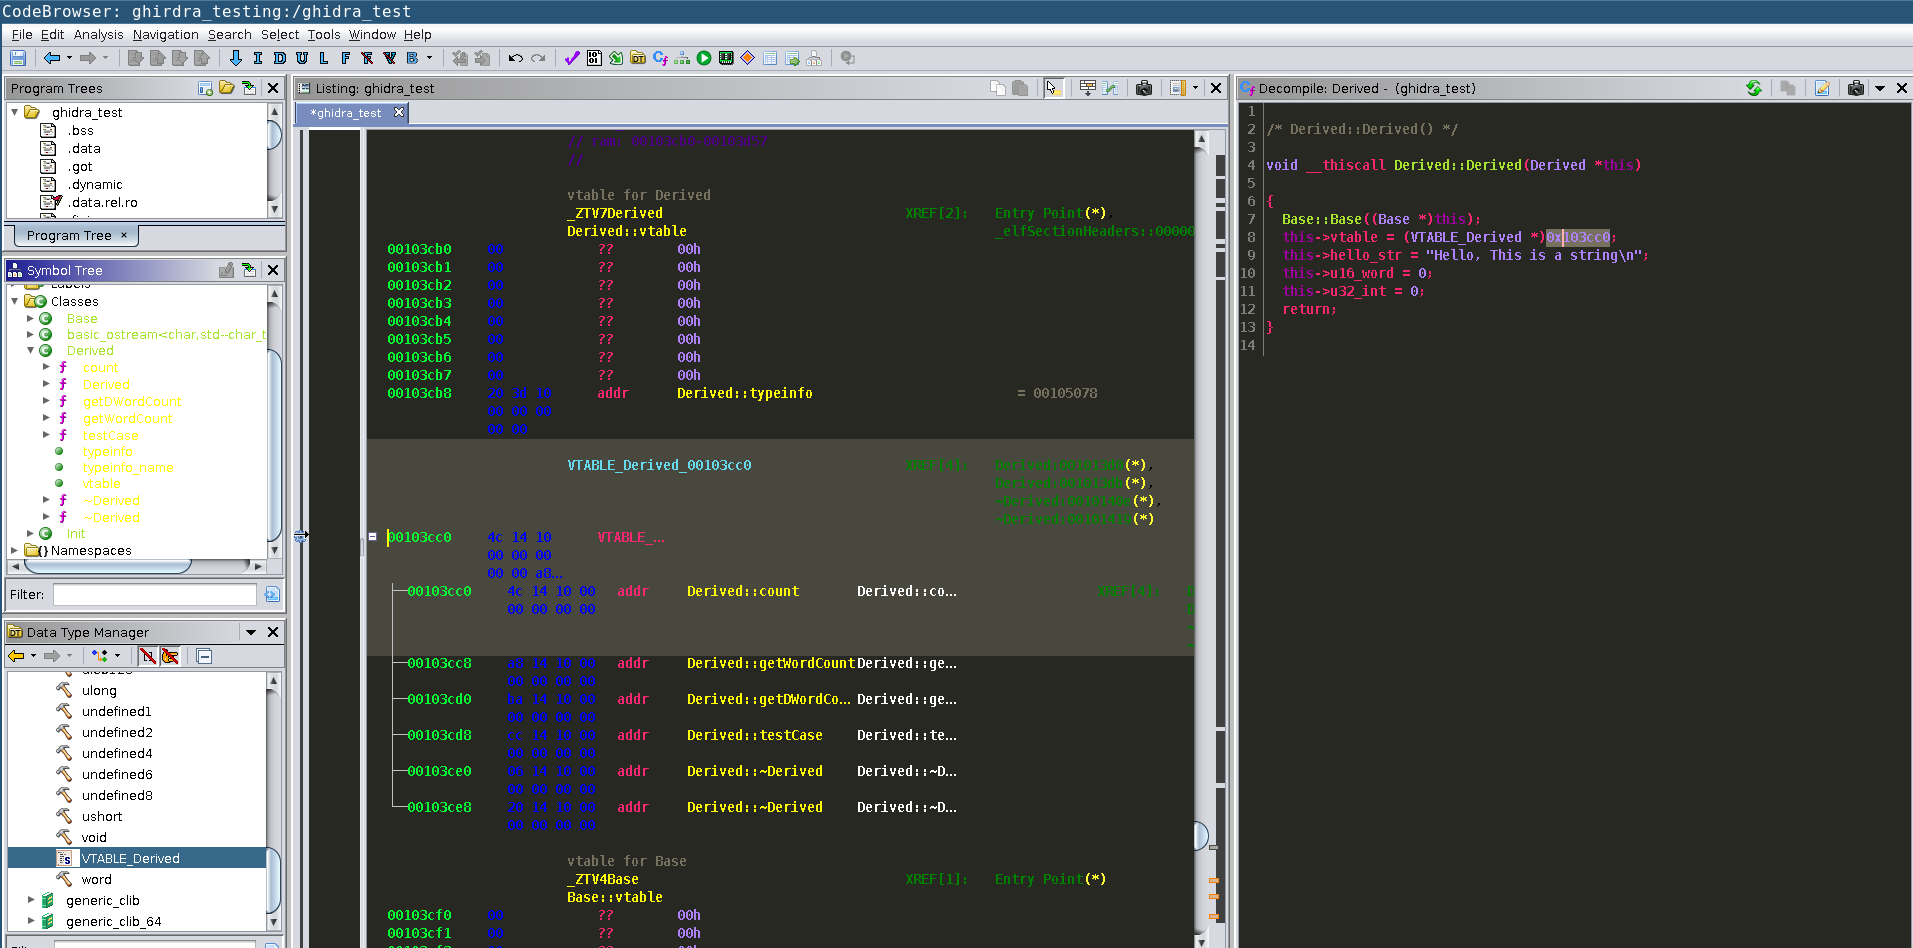 CodeBrowser: ghirdra_testing:/ghidra_test
File Edit Analysis Navigation Search Select Tools Window Help
I D U L F B
Program Trees
ghidra_test
.bss
.data
.got
.dynamic
.data.rel.ro
Program Tree ×
Symbol Tree
Labels
Classes
Base
basic_ostream<char,std--char_t
Derived
f count
f Derived
f getDWordCount
f getWordCount
f testCase
typeinfo
typeinfo_name
vtable
f ~Derived
f ~Derived
Init
Namespaces
Filter:
Data Type Manager
ulong
undefined1
undefined2
undefined4
undefined6
undefined8
ushort
void
VTABLE_Derived
word
generic_clib
generic_clib_64
Listing: ghidra_test
*ghidra_test
//
vtable for Derived
_ZTV7Derived XREF[2]: Entry Point(*),
Derived::vtable _elfSectionHeaders::00000
00103cb0 00 ?? 00h
00103cb1 00 ?? 00h
00103cb2 00 ?? 00h
00103cb3 00 ?? 00h
00103cb4 00 ?? 00h
00103cb5 00 ?? 00h
00103cb6 00 ?? 00h
00103cb7 00 ?? 00h
00103cb8 20 3d 10 addr Derived::typeinfo = 00105078
00 00 00
00 00
VTABLE_Derived_00103cc0 XREF[4]: (*),
(*),
(*),
(*)
00103cc0 4c 14 10 VTABLE_...
00 00 00
00 00 a8...
00103cc0 4c 14 10 00 addr Derived::count Derived::co... XREF[4]:
00 00 00 00
00103cc8 a8 14 10 00 addr Derived::getWordCount Derived::ge...
00 00 00 00
00103cd0 ba 14 10 00 addr Derived::getDWordCo... Derived::ge...
00 00 00 00
00103cd8 cc 14 10 00 addr Derived::testCase Derived::te...
00 00 00 00
00103ce0 14 10 00 addr Derived::~Derived Derived::~D...
00 00 00 00
00103ce8 20 14 10 00 addr Derived::~Derived Derived::~D...
00 00 00 00
vtable for Base
_ZTV4Base XREF[1]: Entry Point(*)
Base::vtable
00103cf0 00 ?? 00h
00103cf1 00 ?? 00h
Decompile: Derived - (ghidra_test)
1
2 /* Derived::Derived() */
3
4 void __thiscall Derived::Derived(Derived *this)
5
6 {
7 Base::Base((Base *)this);
8 this->vtable = (VTABLE_Derived *)0x103cc0;
9 this->hello_str = "Hello, This is a string\n";
10 this->u16_word = 0;
11 this->u32_int = 0;
12 return;
13 }
14